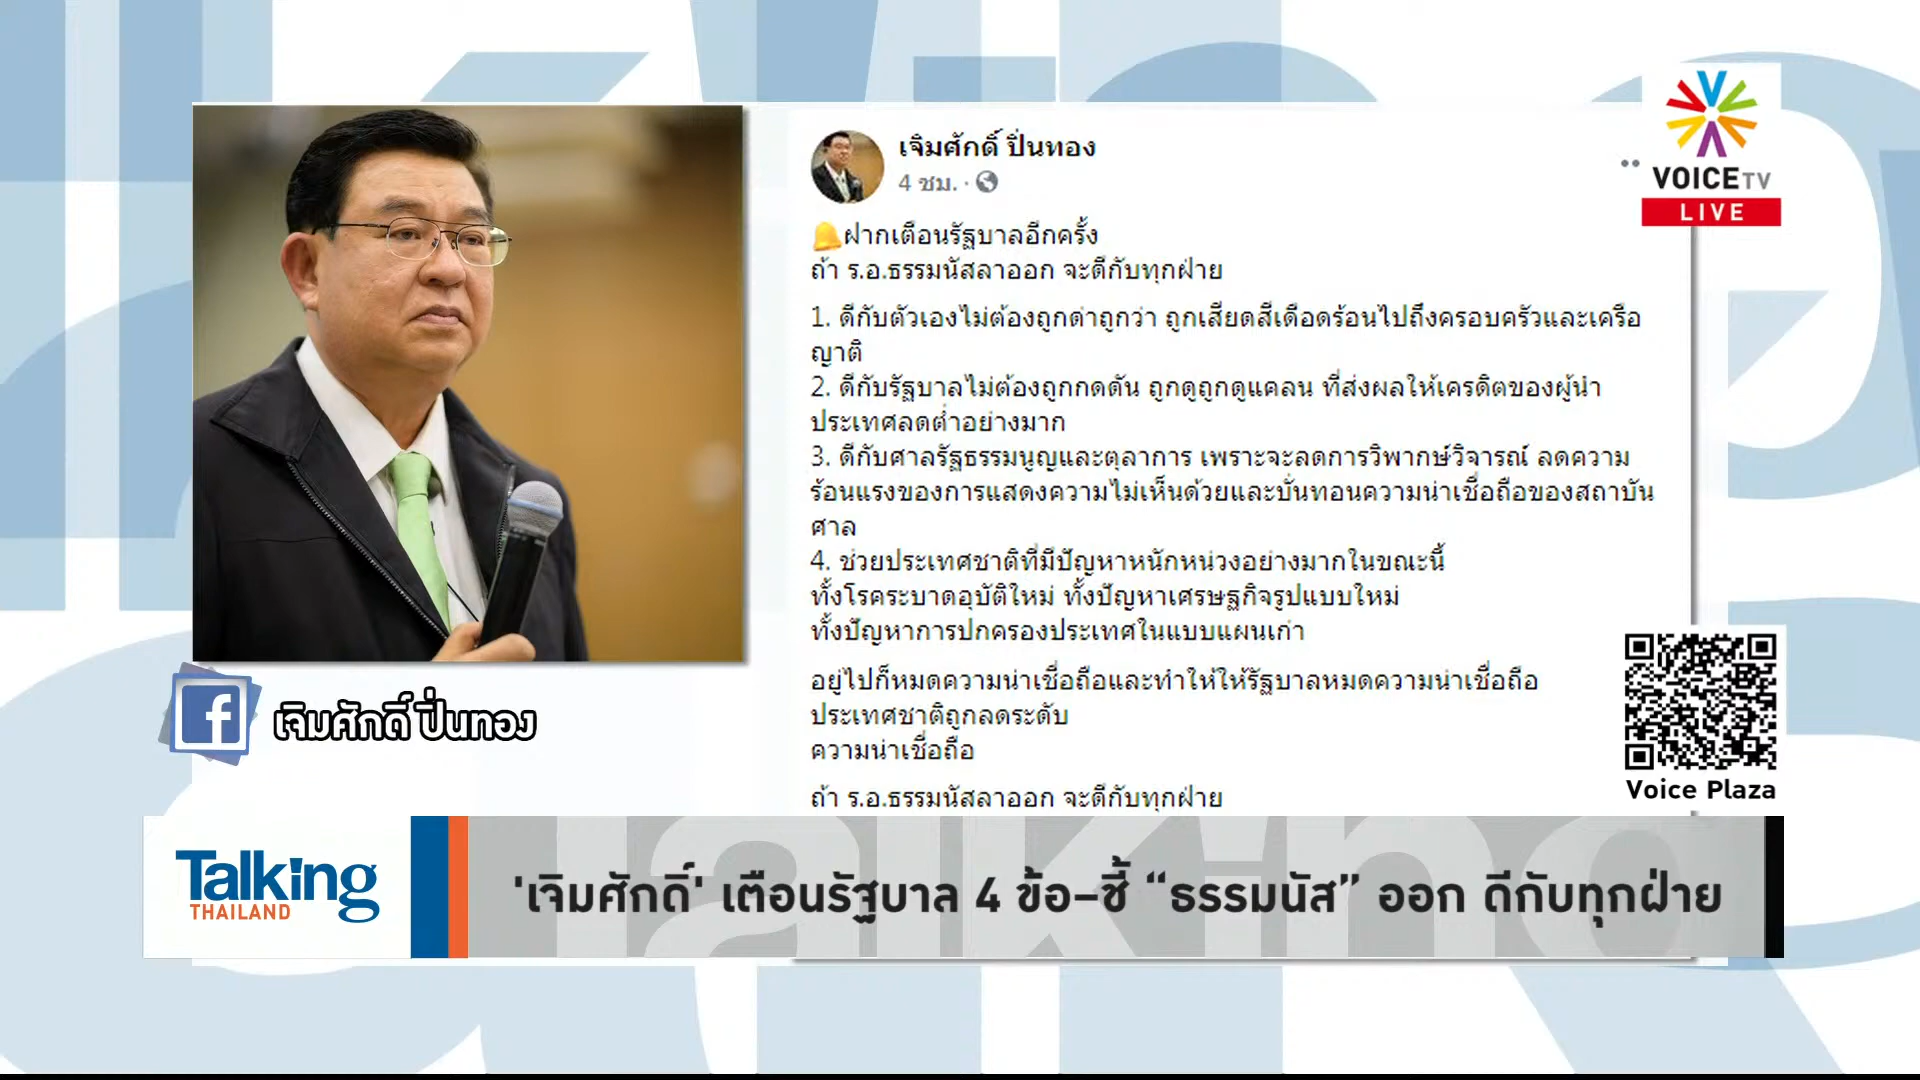 เจิมศักดิ์ ปิ่นทอง
4 ชม. ·
ฝากเตือนรัฐบาลอีกครั้ง
ถ้า ร.อ.ธรรมนัสลาออก จะดีกับทุกฝ่าย
1. ดีกับตัวเองไม่ต้องถูกด่าถูกว่า ถูกเสียดสีเดือดร้อนไปถึงครอบครัวและเครือ
ญาติ
2. ดีกับรัฐบาลไม่ต้องถูกกดดัน ถูกดูถูกดูแคลน ที่ส่งผลให้เครดิตของผู้นำ
ประเทศลดต่ำอย่างมาก
3. ดีกับศาลรัฐธรรมนูญและตุลาการ เพราะจะลดการวิพากษ์วิจารณ์ ลดความ
ร้อนแรงของการแสดงความไม่เห็นด้วยและบั่นทอนความน่าเชื่อถือของสถาบัน
ศาล
4. ช่วยประเทศชาติที่มีปัญหาหนักหน่วงอย่างมากในขณะนี้
ทั้งโรคระบาดอุบัติใหม่ ทั้งปัญหาเศรษฐกิจรูปแบบใหม่
ทั้งปัญหาการปกครองประเทศในแบบแผนเก่า
อยู่ไปก็หมดความน่าเชื่อถือและทำให้ให้รัฐบาลหมดความน่าเชื่อถือ
ประเทศชาติถูกลดระดับ
ความน่าเชื่อถือ
ถ้า ร.อ.ธรรมนัสลาออก จะดีกับทุกฝ่าย
VOICE TV
LIVE
f เจิมศักดิ์ ปิ่นทอง
Voice Plaza
Talking
THAILAND
'เจิมศักดิ์' เตือนรัฐบาล 4 ข้อ–ชี้ “ธรรมนัส” ออก ดีกับทุกฝ่าย